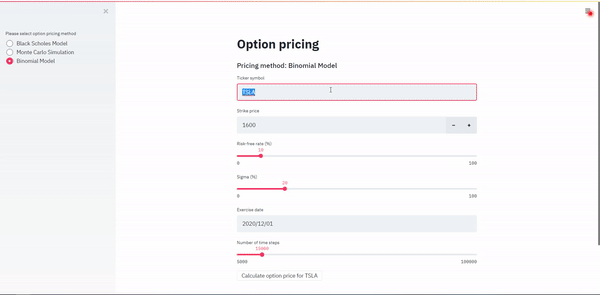 Please select option pricing method
Black Scholes Model
Monte Carlo Simulation
Binomial Model
Option pricing
Pricing method: Binomial Model
Ticker symbol
TSLA
Strike price
1600
Risk-free rate (%)
10
0 100
Sigma (%)
20
0 100
Exercise date
2020/12/01
Number of time steps
15000
5000 100000
Calculate option price for TSLA